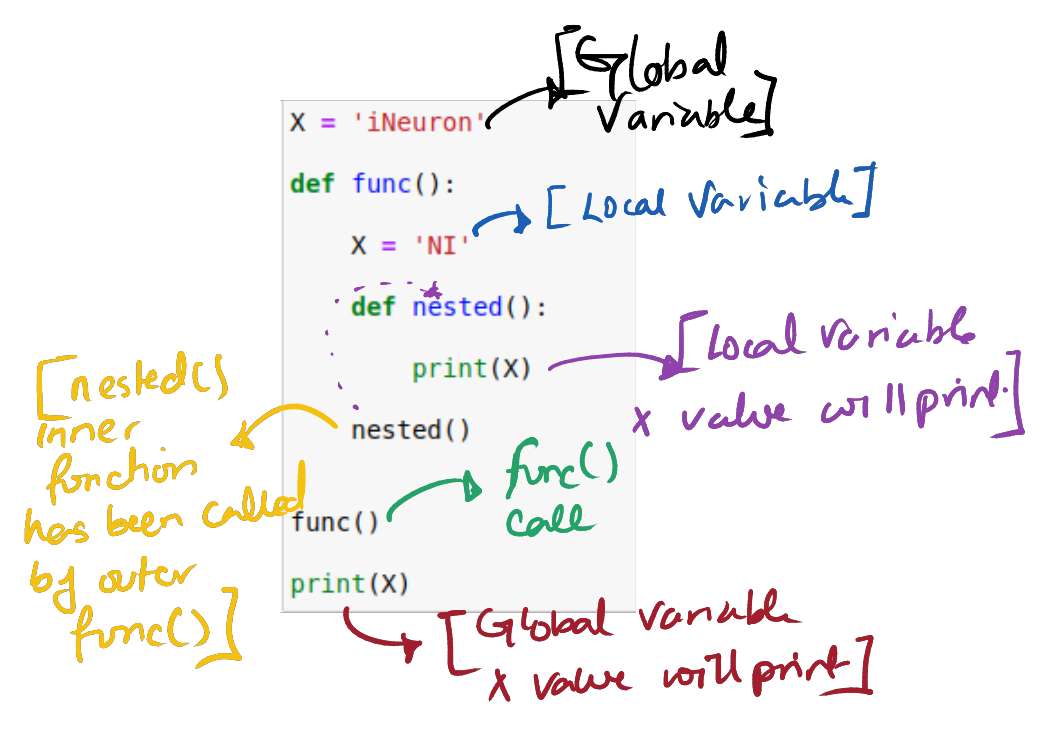 [Global
Variable]
X = 'iNeuron'
def func():
[Local Variable]
X = 'NI'
def nested():
[Local Variable
X value will print.]
print(X)
[nested()
inner
function
has been called
by outer
func()]
nested()
func()
call
func()
print(X)
[Global Variable
X value will print]